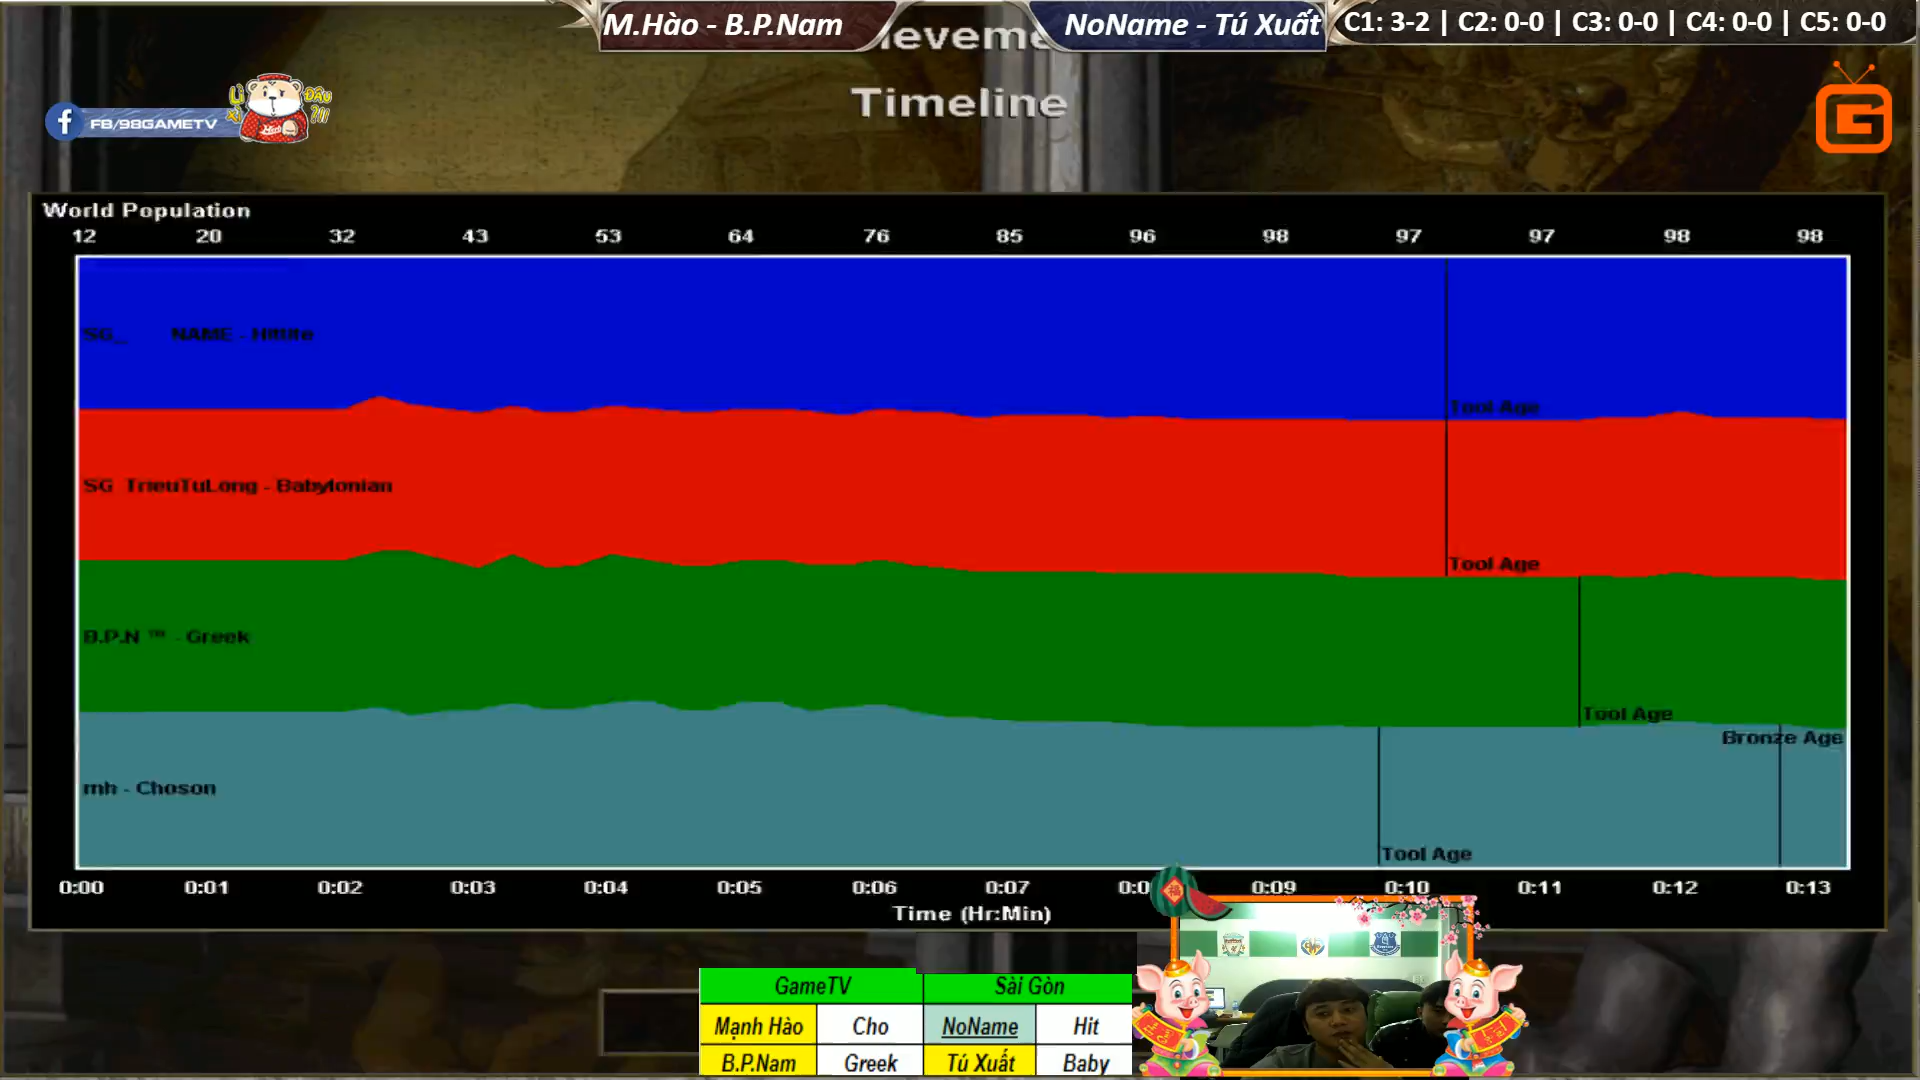 M.Hào - B.P.Nam
NoName - Tú Xuất
C1: 3-2 | C2: 0-0 | C3: 0-0 | C4: 0-0 | C5: 0-0
Timeline
FB/98GAMETV
Lì xì Đâu ?!!
World Population
12 20 32 43 53 64 76 85 96 98 97 97 98 98
SG_ NAME - Hittite
Tool Age
SG TrieuTuLong - Babylonian
Tool Age
B.P.N ™ - Greek
Tool Age
Bronze Age
mh - Choson
Tool Age
0:00 0:01 0:02 0:03 0:04 0:05 0:06 0:07 0:09 0:10 0:11 0:12 0:13
Time (Hr:Min)
GameTV Sài Gòn
Mạnh Hào Cho NoName Hit
B.P.Nam Greek Tú Xuất Baby